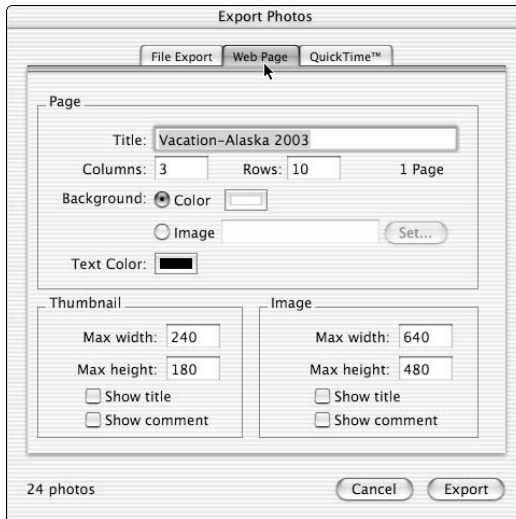 Export Photos
File Export Web Page QuickTime™
Page
Title: Vacation-Alaska 2003
Columns: 3 Rows: 10 1 Page
Background: Color
Image Set...
Text Color:
Thumbnail Image
Max width: 240 Max width: 640
Max height: 180 Max height: 480
Show title Show title
Show comment Show comment
24 photos Cancel Export